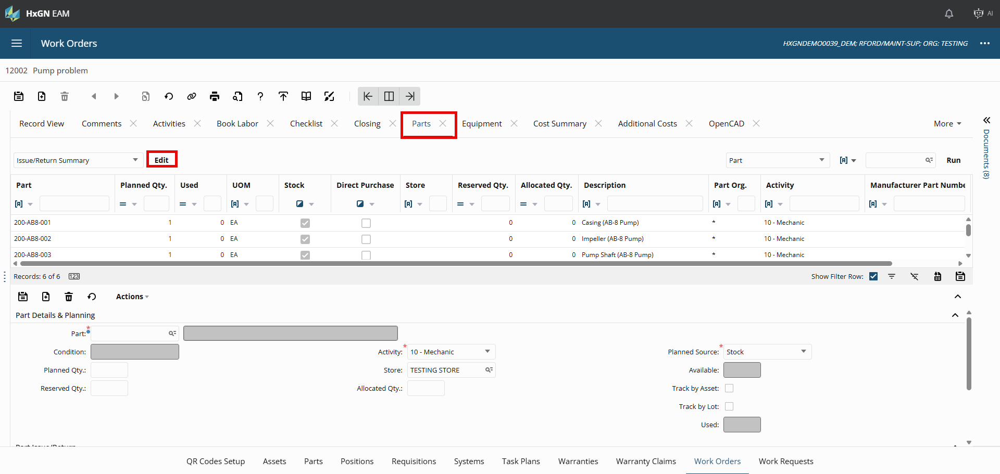 HxGN EAM
AI
Work Orders
HXGNDEMO0039_DEM; RFORD/MAINT-SUP; ORG: TESTING
12002 Pump problem
Record View Comments Activities Book Labor Checklist Closing Parts Equipment Cost Summary Additional Costs OpenCAD More
Documents (8)
Issue/Return Summary Edit Part Run
Part Planned Qty. Used UOM Stock Direct Purchase Store Reserved Qty. Allocated Qty. Description Part Org. Activity Manufacturer Part Numbe
200-AB8-001 1 0 EA 0 0 Casing (AB-8 Pump) * 10 - Mechanic
200-AB8-002 1 0 EA 0 0 Impeller (AB-8 Pump) * 10 - Mechanic
200-AB8-003 1 0 EA 0 0 Pump Shaft (AB-8 Pump) * 10 - Mechanic
Records: 6 of 6 123 Show Filter Row:
Actions
Part Details & Planning
Part:*
Condition: Activity:* 10 - Mechanic Planned Source:* Stock
Planned Qty.: Store: TESTING STORE Available:
Reserved Qty.: Allocated Qty.: Track by Asset:
Track by Lot:
Used:
Part Issue/Return
QR Codes Setup Assets Parts Positions Requisitions Systems Task Plans Warranties Warranty Claims Work Orders Work Requests